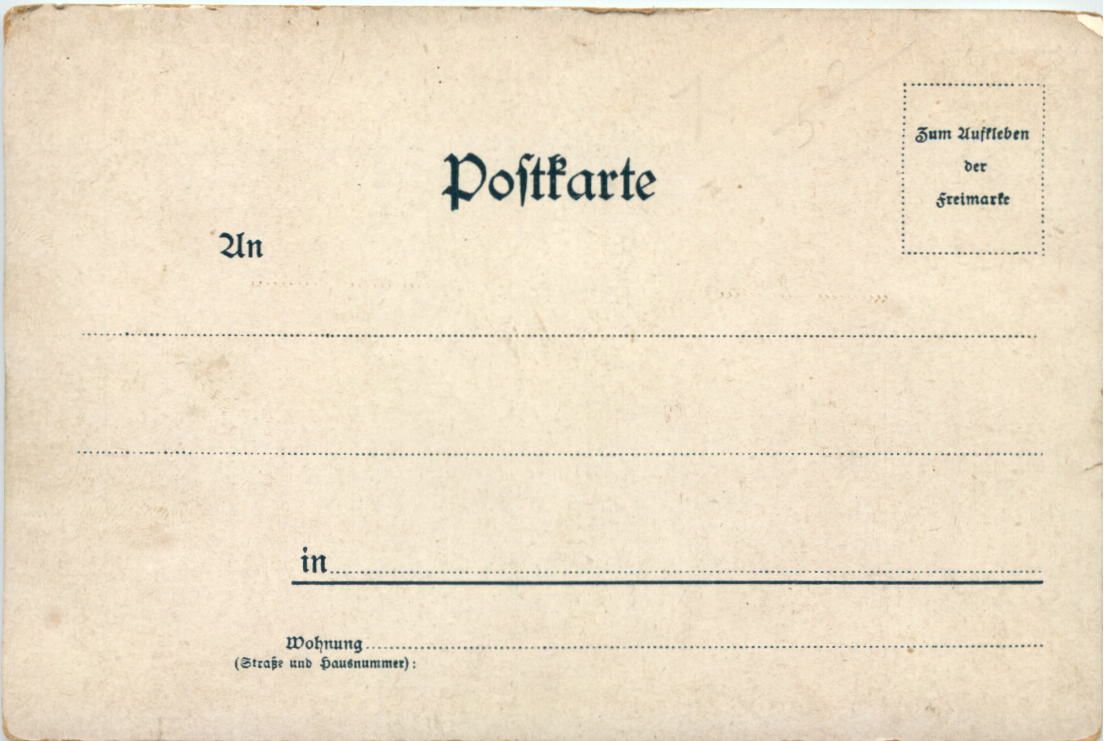 Zum Aufkleben
der
Freimarke
Poſtkarte
An
in
Wohnung
(Straße und Hausnummer):